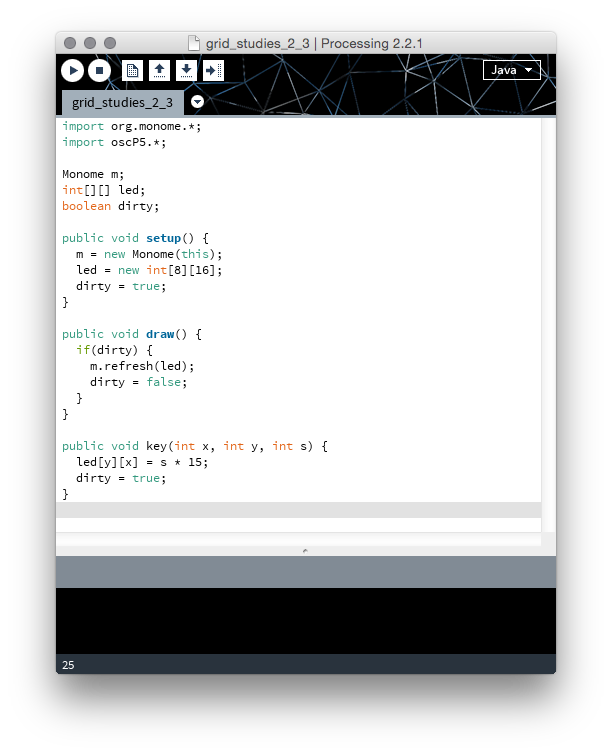 grid_studies_2_3 | Processing 2.2.1
Java
grid_studies_2_3
import org.monome.*;
import oscP5.*;

Monome m;
int[][] led;
boolean dirty;

public void setup() {
  m = new Monome(this);
  led = new int[8][16];
  dirty = true;
}

public void draw() {
  if(dirty) {
    m.refresh(led);
    dirty = false;
  }
}

public void key(int x, int y, int s) {
  led[y][x] = s * 15;
  dirty = true;
}
25